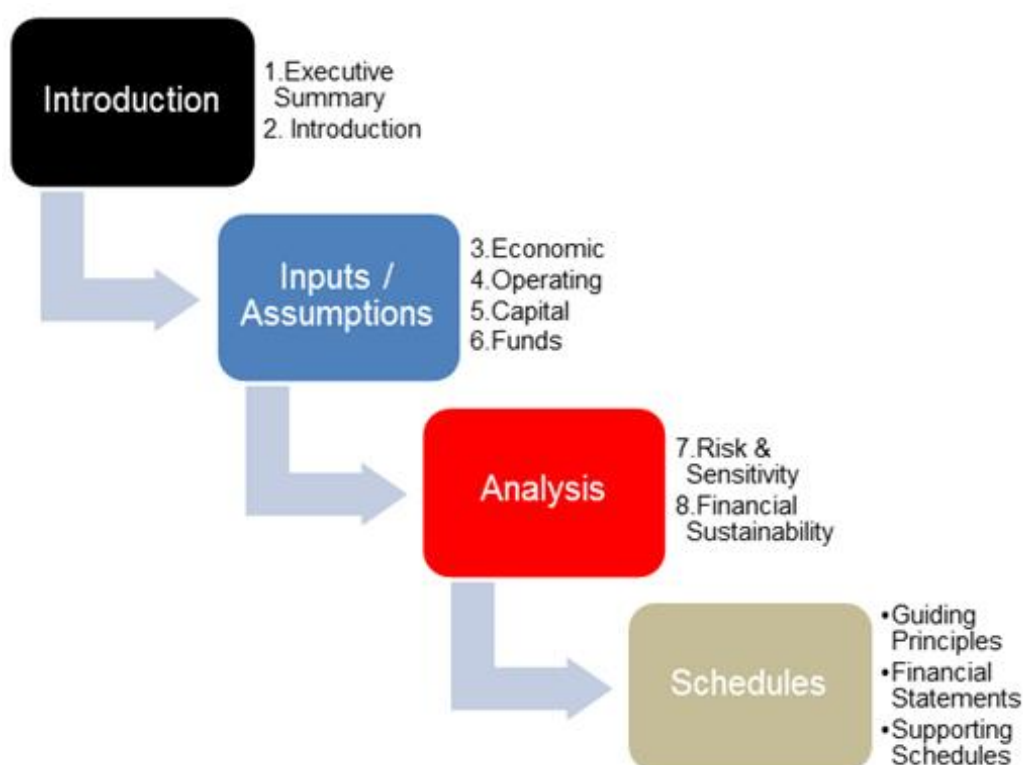 Introduction
1.Executive
Summary
2. Introduction
Inputs /
Assumptions
3.Economic
4.Operating
5.Capital
6.Funds
Analysis
7.Risk &
Sensitivity
8.Financial
Sustainability
Schedules
•Guiding
Principles
•Financial
Statements
•Supporting
Schedules